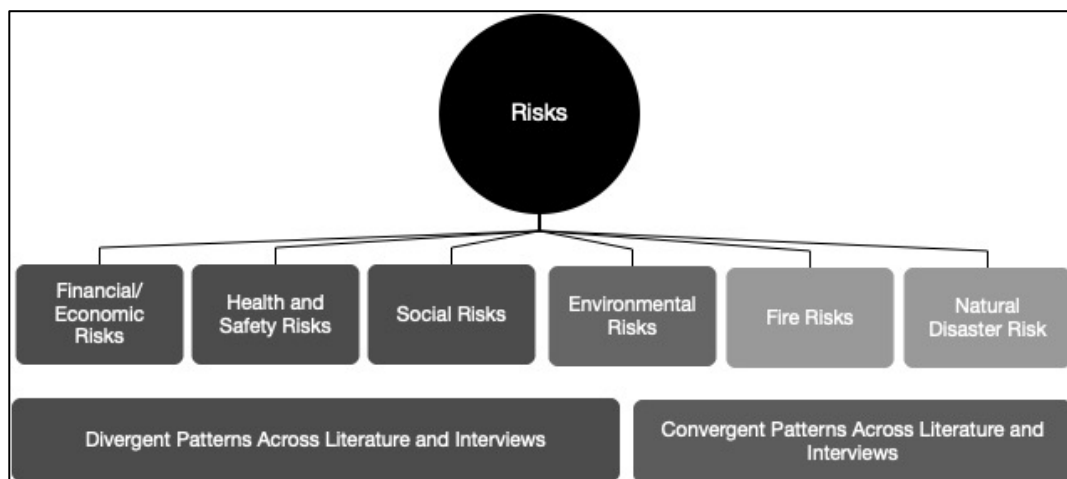 Risks
Financial/
Economic
Risks
Health and
Safety Risks
Social Risks
Environmental
Risks
Fire Risks
Natural
Disaster Risk
Divergent Patterns Across Literature and Interviews
Convergent Patterns Across Literature and
Interviews